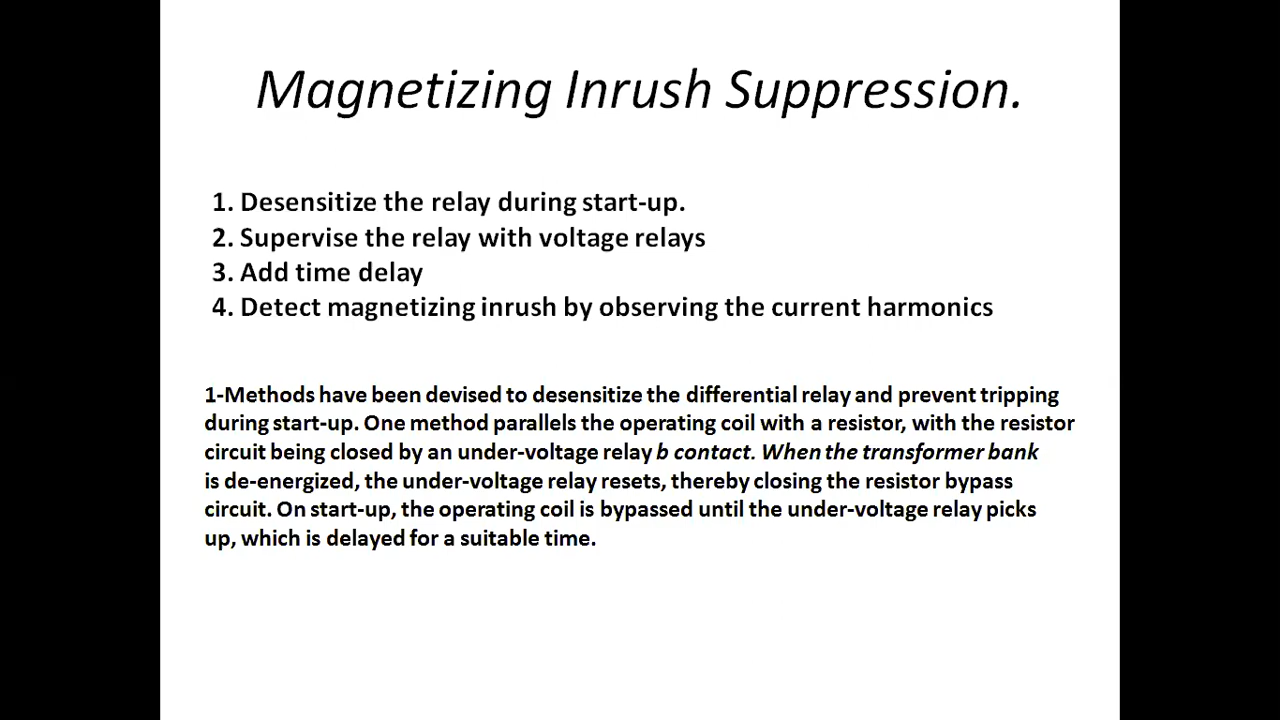 Magnetizing Inrush Suppression.
1. Desensitize the relay during start-up.
2. Supervise the relay with voltage relays
3. Add time delay
4. Detect magnetizing inrush by observing the current harmonics
1-Methods have been devised to desensitize the differential relay and prevent tripping
during start-up. One method parallels the operating coil with a resistor, with the resistor
circuit being closed by an under-voltage relay b contact. When the transformer bank
is de-energized, the under-voltage relay resets, thereby closing the resistor bypass
circuit. On start-up, the operating coil is bypassed until the under-voltage relay picks
up, which is delayed for a suitable time.